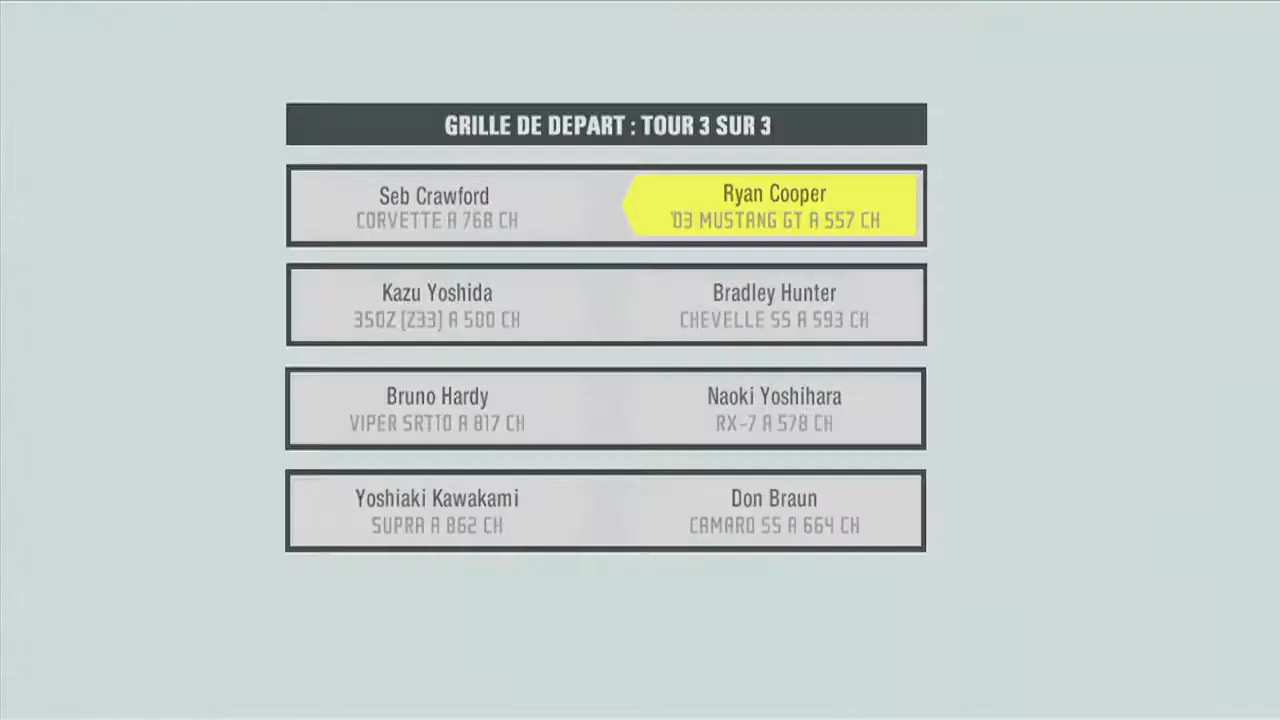 GRILLE DE DEPART : TOUR 3 SUR 3
Seb Crawford
CORVETTE A 768 CH
Ryan Cooper
'03 MUSTANG GT A 557 CH
Kazu Yoshida
350Z (Z33) A 500 CH
Bradley Hunter
CHEVELLE SS A 593 CH
Bruno Hardy
VIPER SRT10 A 817 CH
Naoki Yoshihara
RX-7 A 578 CH
Yoshiaki Kawakami
SUPRA A 862 CH
Don Braun
CAMARO SS A 664 CH